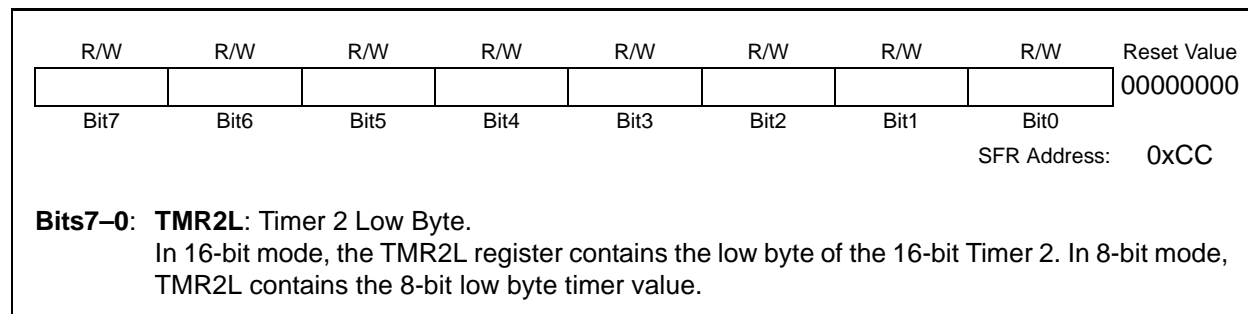 R/W R/W R/W R/W R/W R/W R/W R/W Reset Value
00000000
Bit7 Bit6 Bit5 Bit4 Bit3 Bit2 Bit1 Bit0
SFR Address: 0xCC
Bits7–0: TMR2L: Timer 2 Low Byte.
In 16-bit mode, the TMR2L register contains the low byte of the 16-bit Timer 2. In 8-bit mode,
TMR2L contains the 8-bit low byte timer value.